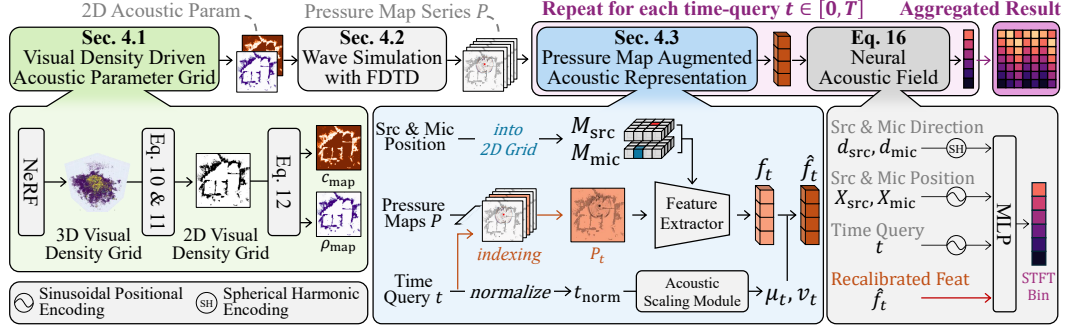 2D Acoustic Param
Pressure Map Series P
Repeat for each time-query t ∈ [0, T]
Aggregated Result
Sec. 4.1
Visual Density Driven
Acoustic Parameter Grid
Sec. 4.2
Wave Simulation
with FDTD
Sec. 4.3
Pressure Map Augmented
Acoustic Representation
Eq. 16
Neural
Acoustic Field
NeRF
3D Visual
Density Grid
Eq. 10 & 11
2D Visual
Density Grid
Eq. 12
c_map
ρ_map
Sinusoidal Positional
Encoding
SH
Spherical Harmonic
Encoding
Src & Mic
Position
into
2D Grid
M_src
M_mic
Pressure
Maps P
indexing
P_t
Feature
Extractor
f_t
f̂_t
Time
Query t
normalize
t_norm
Acoustic
Scaling Module
μ_t, v_t
Src & Mic Direction
d_src, d_mic
SH
Src & Mic Position
X_src, X_mic
Time Query
t
Recalibrated Feat
f̂_t
MLP
STFT
Bin